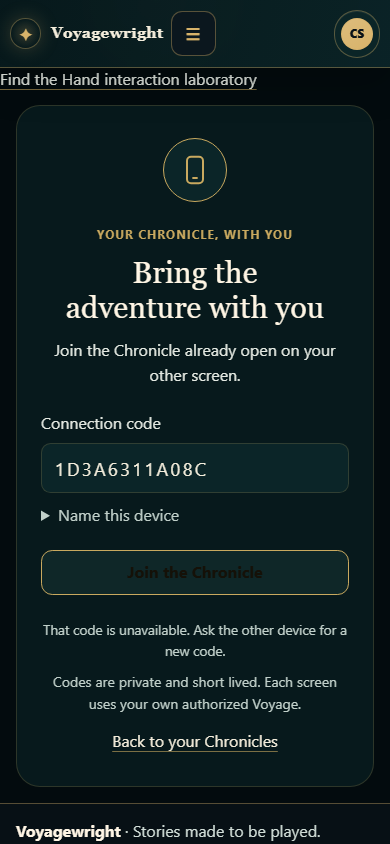 Voyagewright
CS
Find the Hand interaction laboratory
YOUR CHRONICLE, WITH YOU
Bring the
adventure with you
Join the Chronicle already open on your
other screen.
Connection code
1D3A6311A08C
Name this device
Join the Chronicle
That code is unavailable. Ask the other device for a
new code.
Codes are private and short lived. Each screen
uses your own authorized Voyage.
Back to your Chronicles
Voyagewright · Stories made to be played.